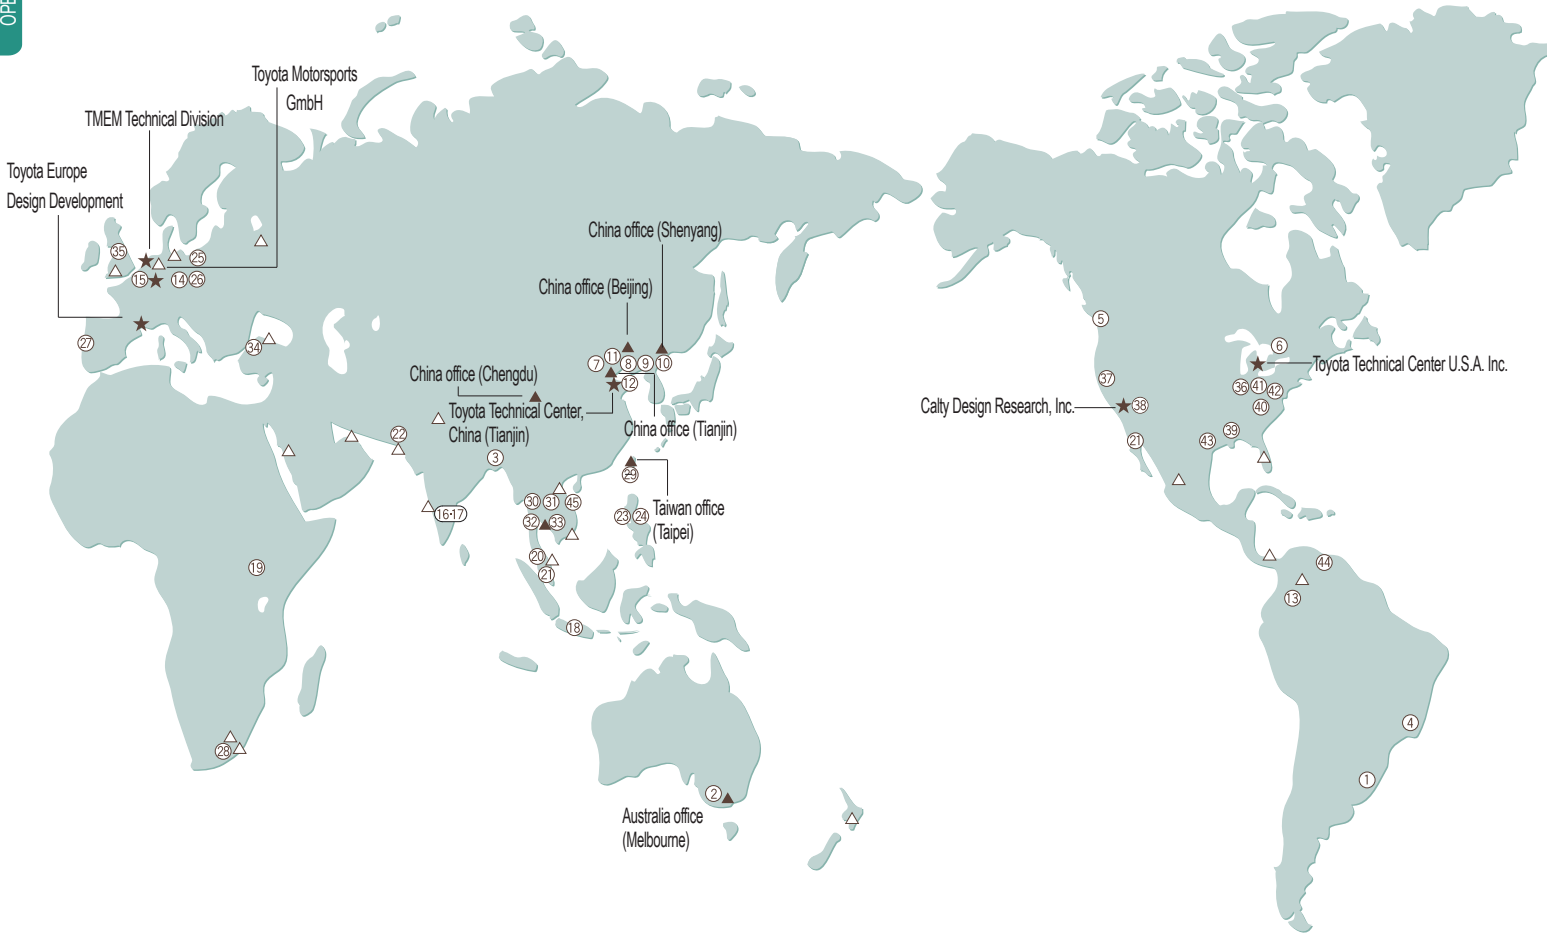 OPE
Toyota Motorsports
GmbH
TMEM Technical Division
Toyota Europe
Design Development
China office (Shenyang)
China office (Beijing)
China office (Chengdu)
Toyota Technical Center,
China (Tianjin)
China office (Tianjin)
Taiwan office
(Taipei)
Australia office
(Melbourne)
Toyota Technical Center U.S.A. Inc.
Calty Design Research, Inc.
35
25
15
14
26
27
34
7
11
8
9
10
12
22
3
29
16·17
30
31
45
32
33
23
24
20
21
19
18
28
2
5
6
37
36
41
42
38
40
21
43
39
44
13
4
1